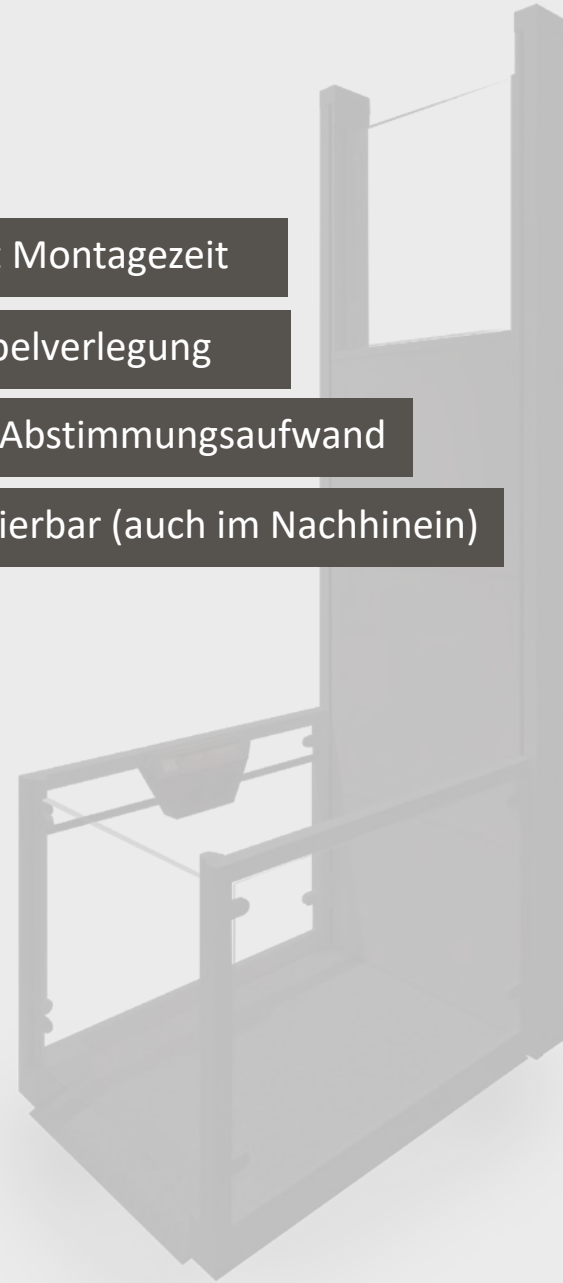 Montagezeit
belverlegung
Abstimmungsaufwand
ierbar (auch im Nachhinein)